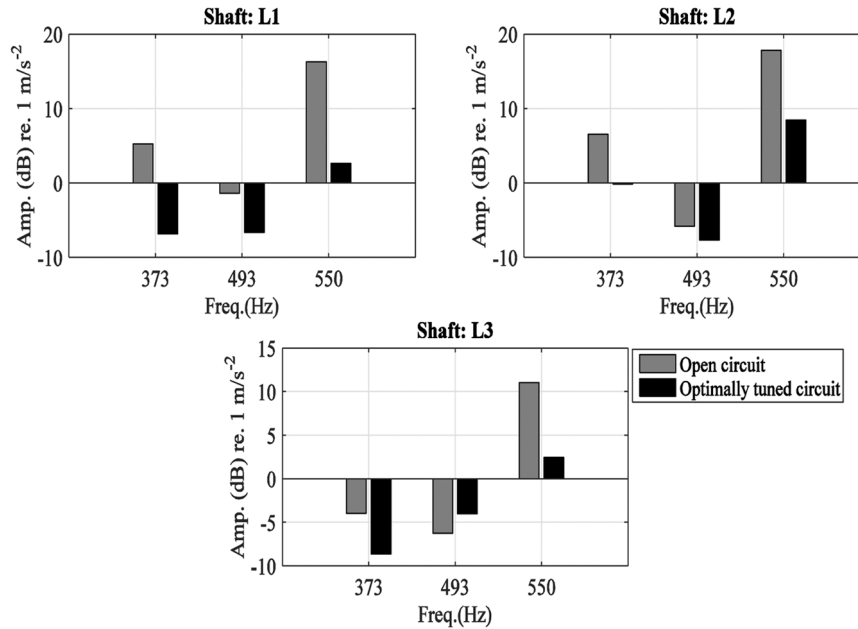 Shaft: L1
Amp. (dB) re. 1 m/s-2
20
10
0
-10
373
493
550
Freq.(Hz)
Shaft: L2
Amp. (dB) re. 1 m/s-2
20
10
0
-10
373
493
550
Freq.(Hz)
Shaft: L3
Amp. (dB) re. 1 m/s-2
15
10
5
0
-5
-10
373
493
550
Freq.(Hz)
Open circuit
Optimally tuned circuit